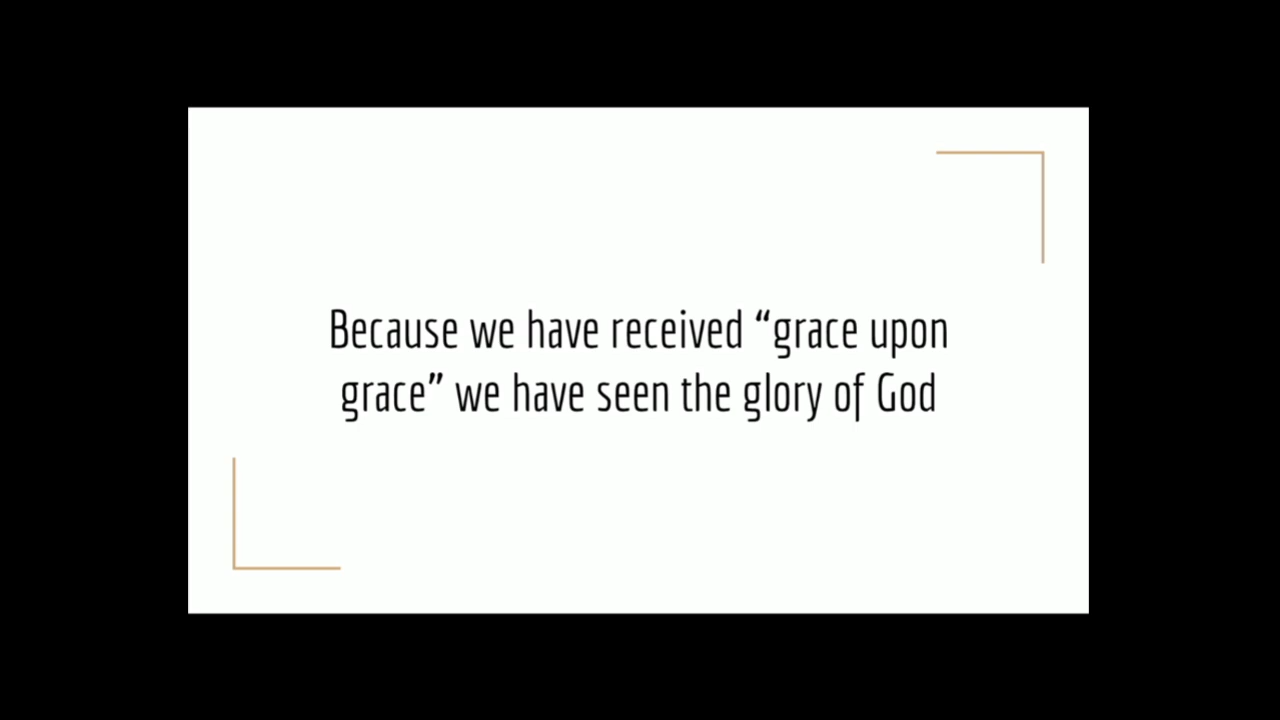 Because we have received “grace upon
grace” we have seen the glory of God